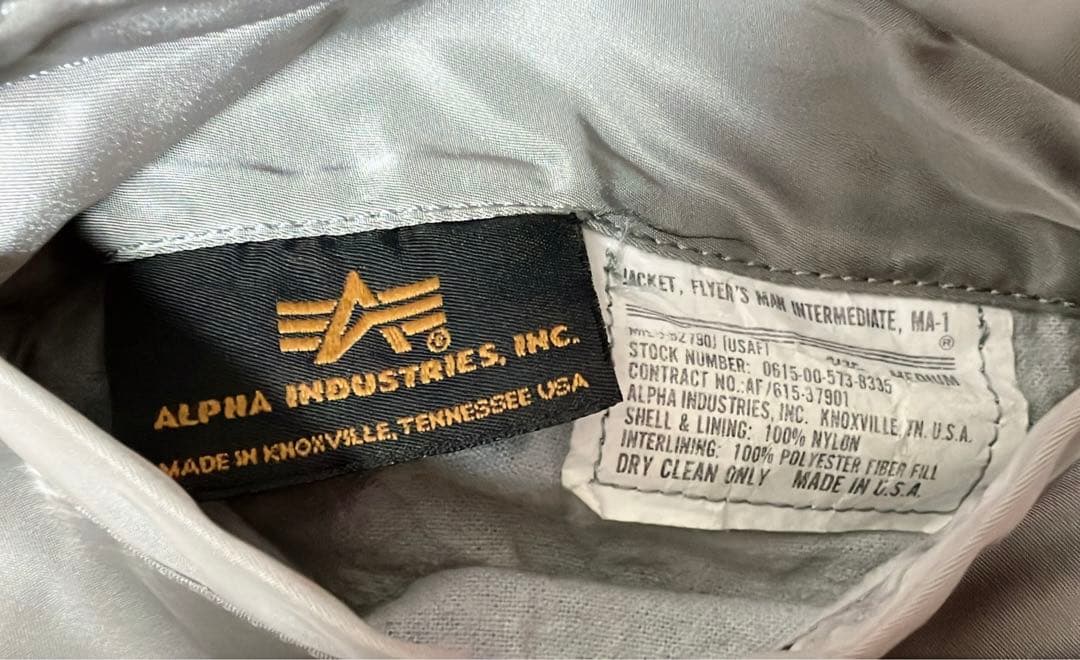 ALPHA INDUSTRIES, INC.
MADE IN KNOXVILLE, TENNESSEE USA
JACKET, FLYER'S MAN INTERMEDIATE, MA-1
®
(USAF)
MEDIUM
STOCK NUMBER: 0615-00-573-8335
CONTRACT NO.:AF/615-37901
ALPHA INDUSTRIES, INC. KNOXVILLE, TN. U.S.A.
SHELL & LINING: 100% NYLON
INTERLINING: 100% POLYESTER FIBER FILL
DRY CLEAN ONLY MADE IN U.S.A.